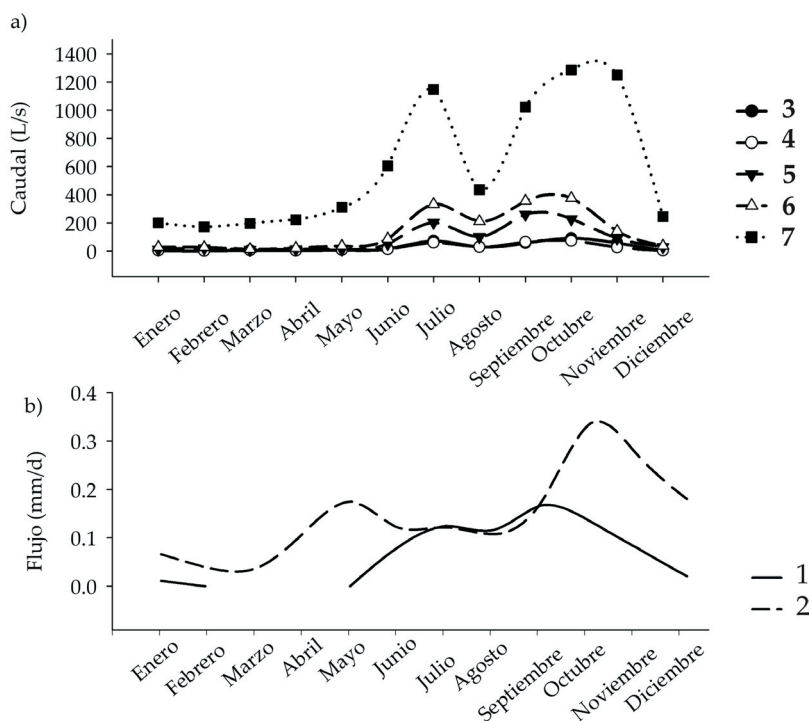 a)
Caudal (L/s)
1400
1200
1000
800
600
400
200
0
3
4
5
6
7
Enero
Febrero
Marzo
Abril
Mayo
Junio
Julio
Agosto
Septiembre
Octubre
Noviembre
Diciembre
b)
Flujo (mm/d)
0.4
0.3
0.2
0.1
0.0
1
2
Enero
Febrero
Marzo
Abril
Mayo
Junio
Julio
Agosto
Septiembre
Octubre
Noviembre
Diciembre